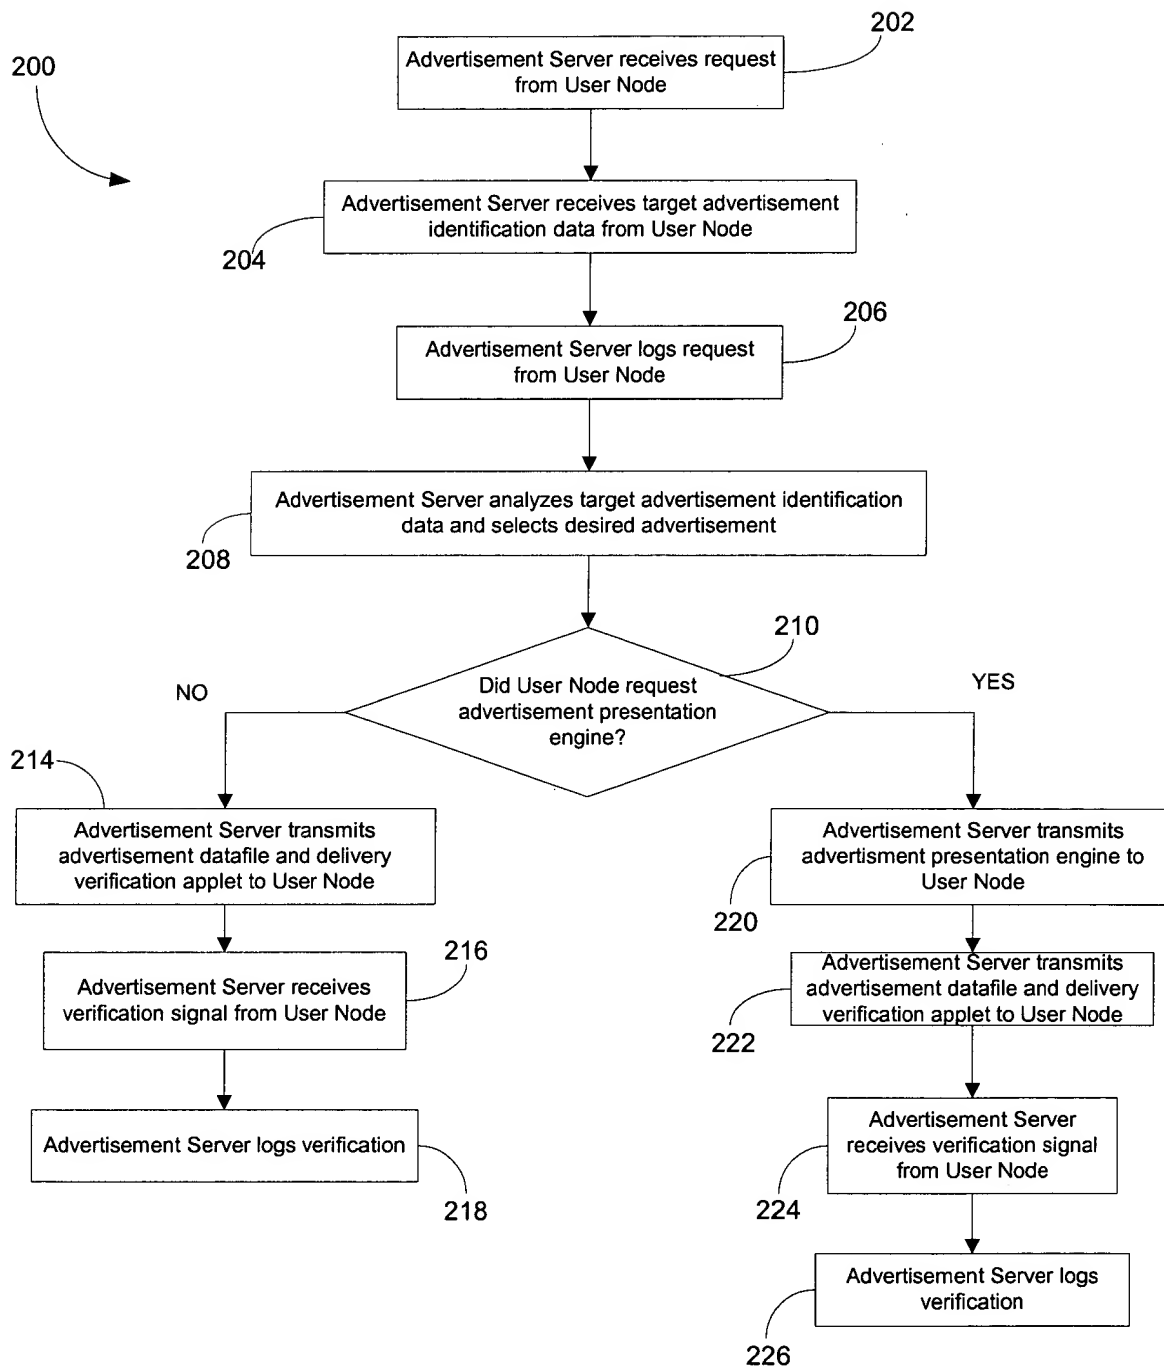 202
Advertisement Server receives request
from User Node
200
Advertisement Server receives target advertisement
identification data from User Node
204
206
Advertisement Server logs request
from User Node
Advertisement Server analyzes target advertisement identification
data and selects desired advertisement
208
210
Did User Node request
advertisement presentation
engine?
NO
YES
214
Advertisement Server transmits
advertisement datafile and delivery
verification applet to User Node
216
Advertisement Server receives
verification signal from User Node
Advertisement Server logs verification
218
Advertisement Server transmits
advertisment presentation engine to
User Node
220
Advertisement Server transmits
advertisement datafile and delivery
verification applet to User Node
222
Advertisement Server
receives verification signal
from User Node
224
Advertisement Server logs
verification
226